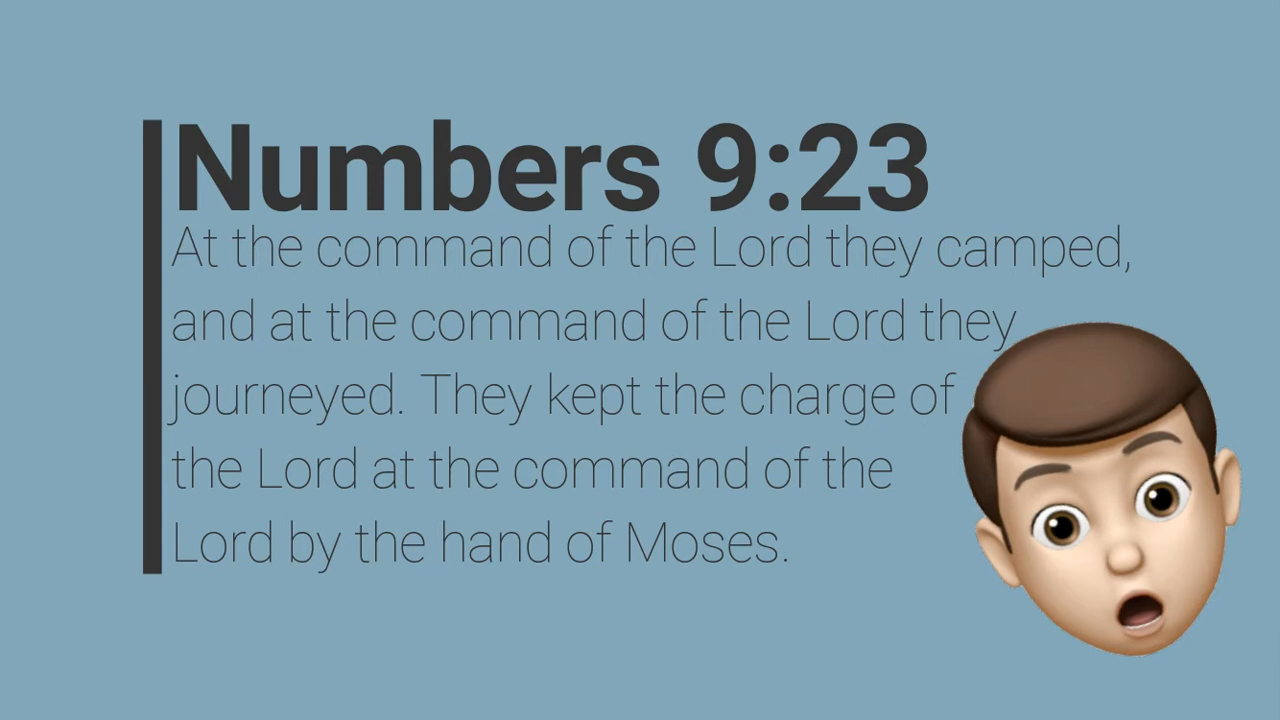 Numbers 9:23
At the command of the Lord they camped,
and at the command of the Lord they
journeyed. They kept the charge of
the Lord at the command of the
Lord by the hand of Moses.